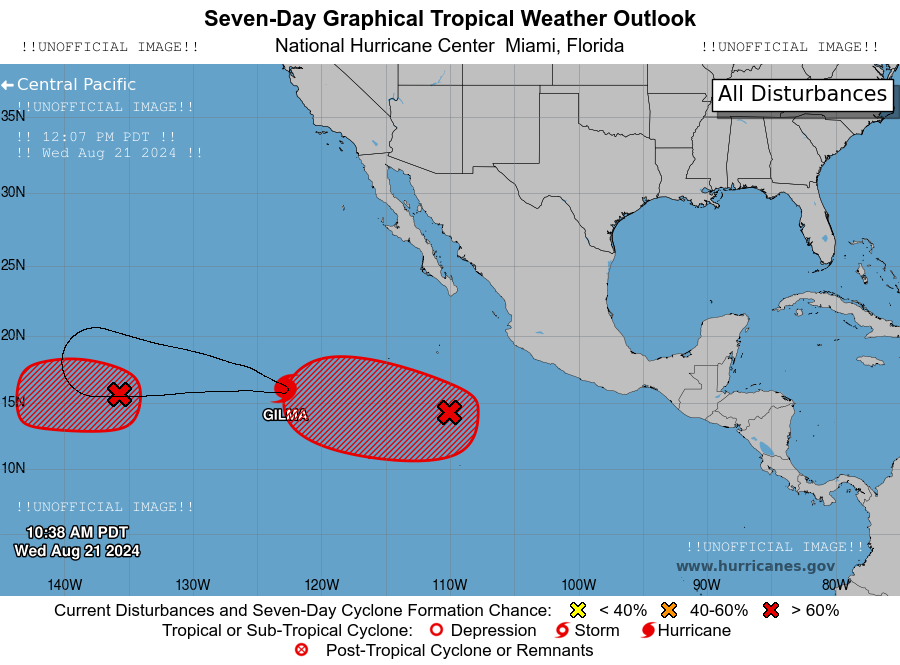 Seven-Day Graphical Tropical Weather Outlook
!!UNOFFICIAL IMAGE!! National Hurricane Center  Miami, Florida !!UNOFFICIAL IMAGE!!
Central Pacific
All Disturbances
!!UNOFFICIAL IMAGE!!
35N
!! 12:07 PM PDT !!
!! Wed Aug 21 2024 !!
30N
25N
20N
15N
GILMA
10N
!!UNOFFICIAL IMAGE!!
10:38 AM PDT
Wed Aug 21 2024
!!UNOFFICIAL IMAGE!!
www.hurricanes.gov
140W 130W 120W 110W 100W 90W 80W
Current Disturbances and Seven-Day Cyclone Formation Chance: < 40% 40-60% > 60%
Tropical or Sub-Tropical Cyclone: Depression Storm Hurricane
Post-Tropical Cyclone or Remnants